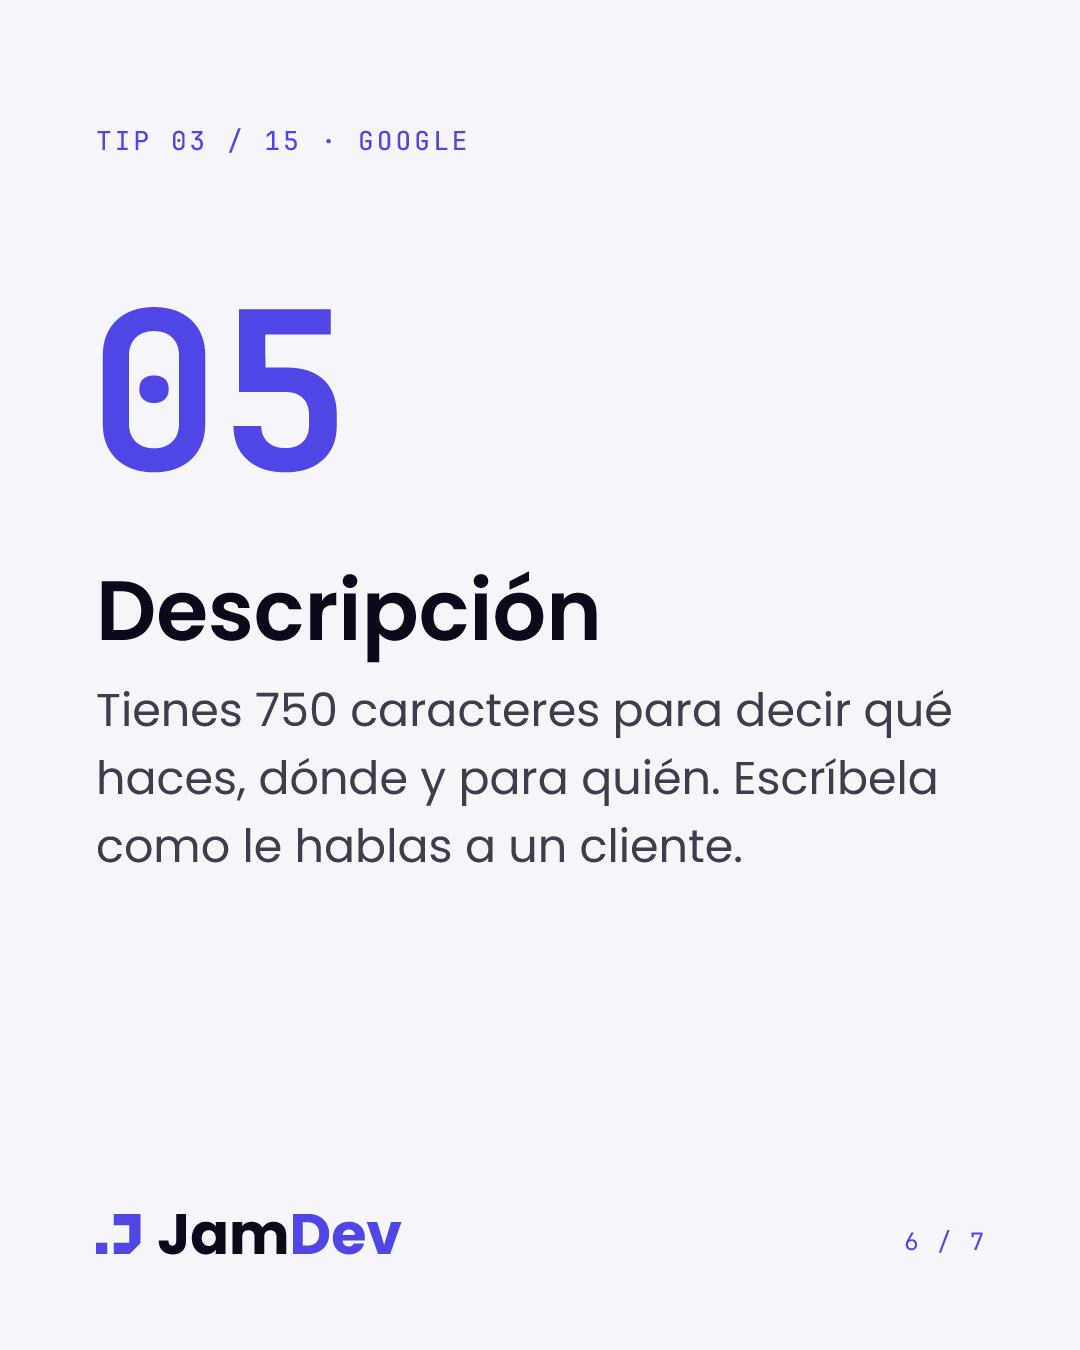 TIP 03 / 15 · GOOGLE
05
Descripción
Tienes 750 caracteres para decir qué
haces, dónde y para quién. Escríbela
como le hablas a un cliente.
JamDev
6 / 7